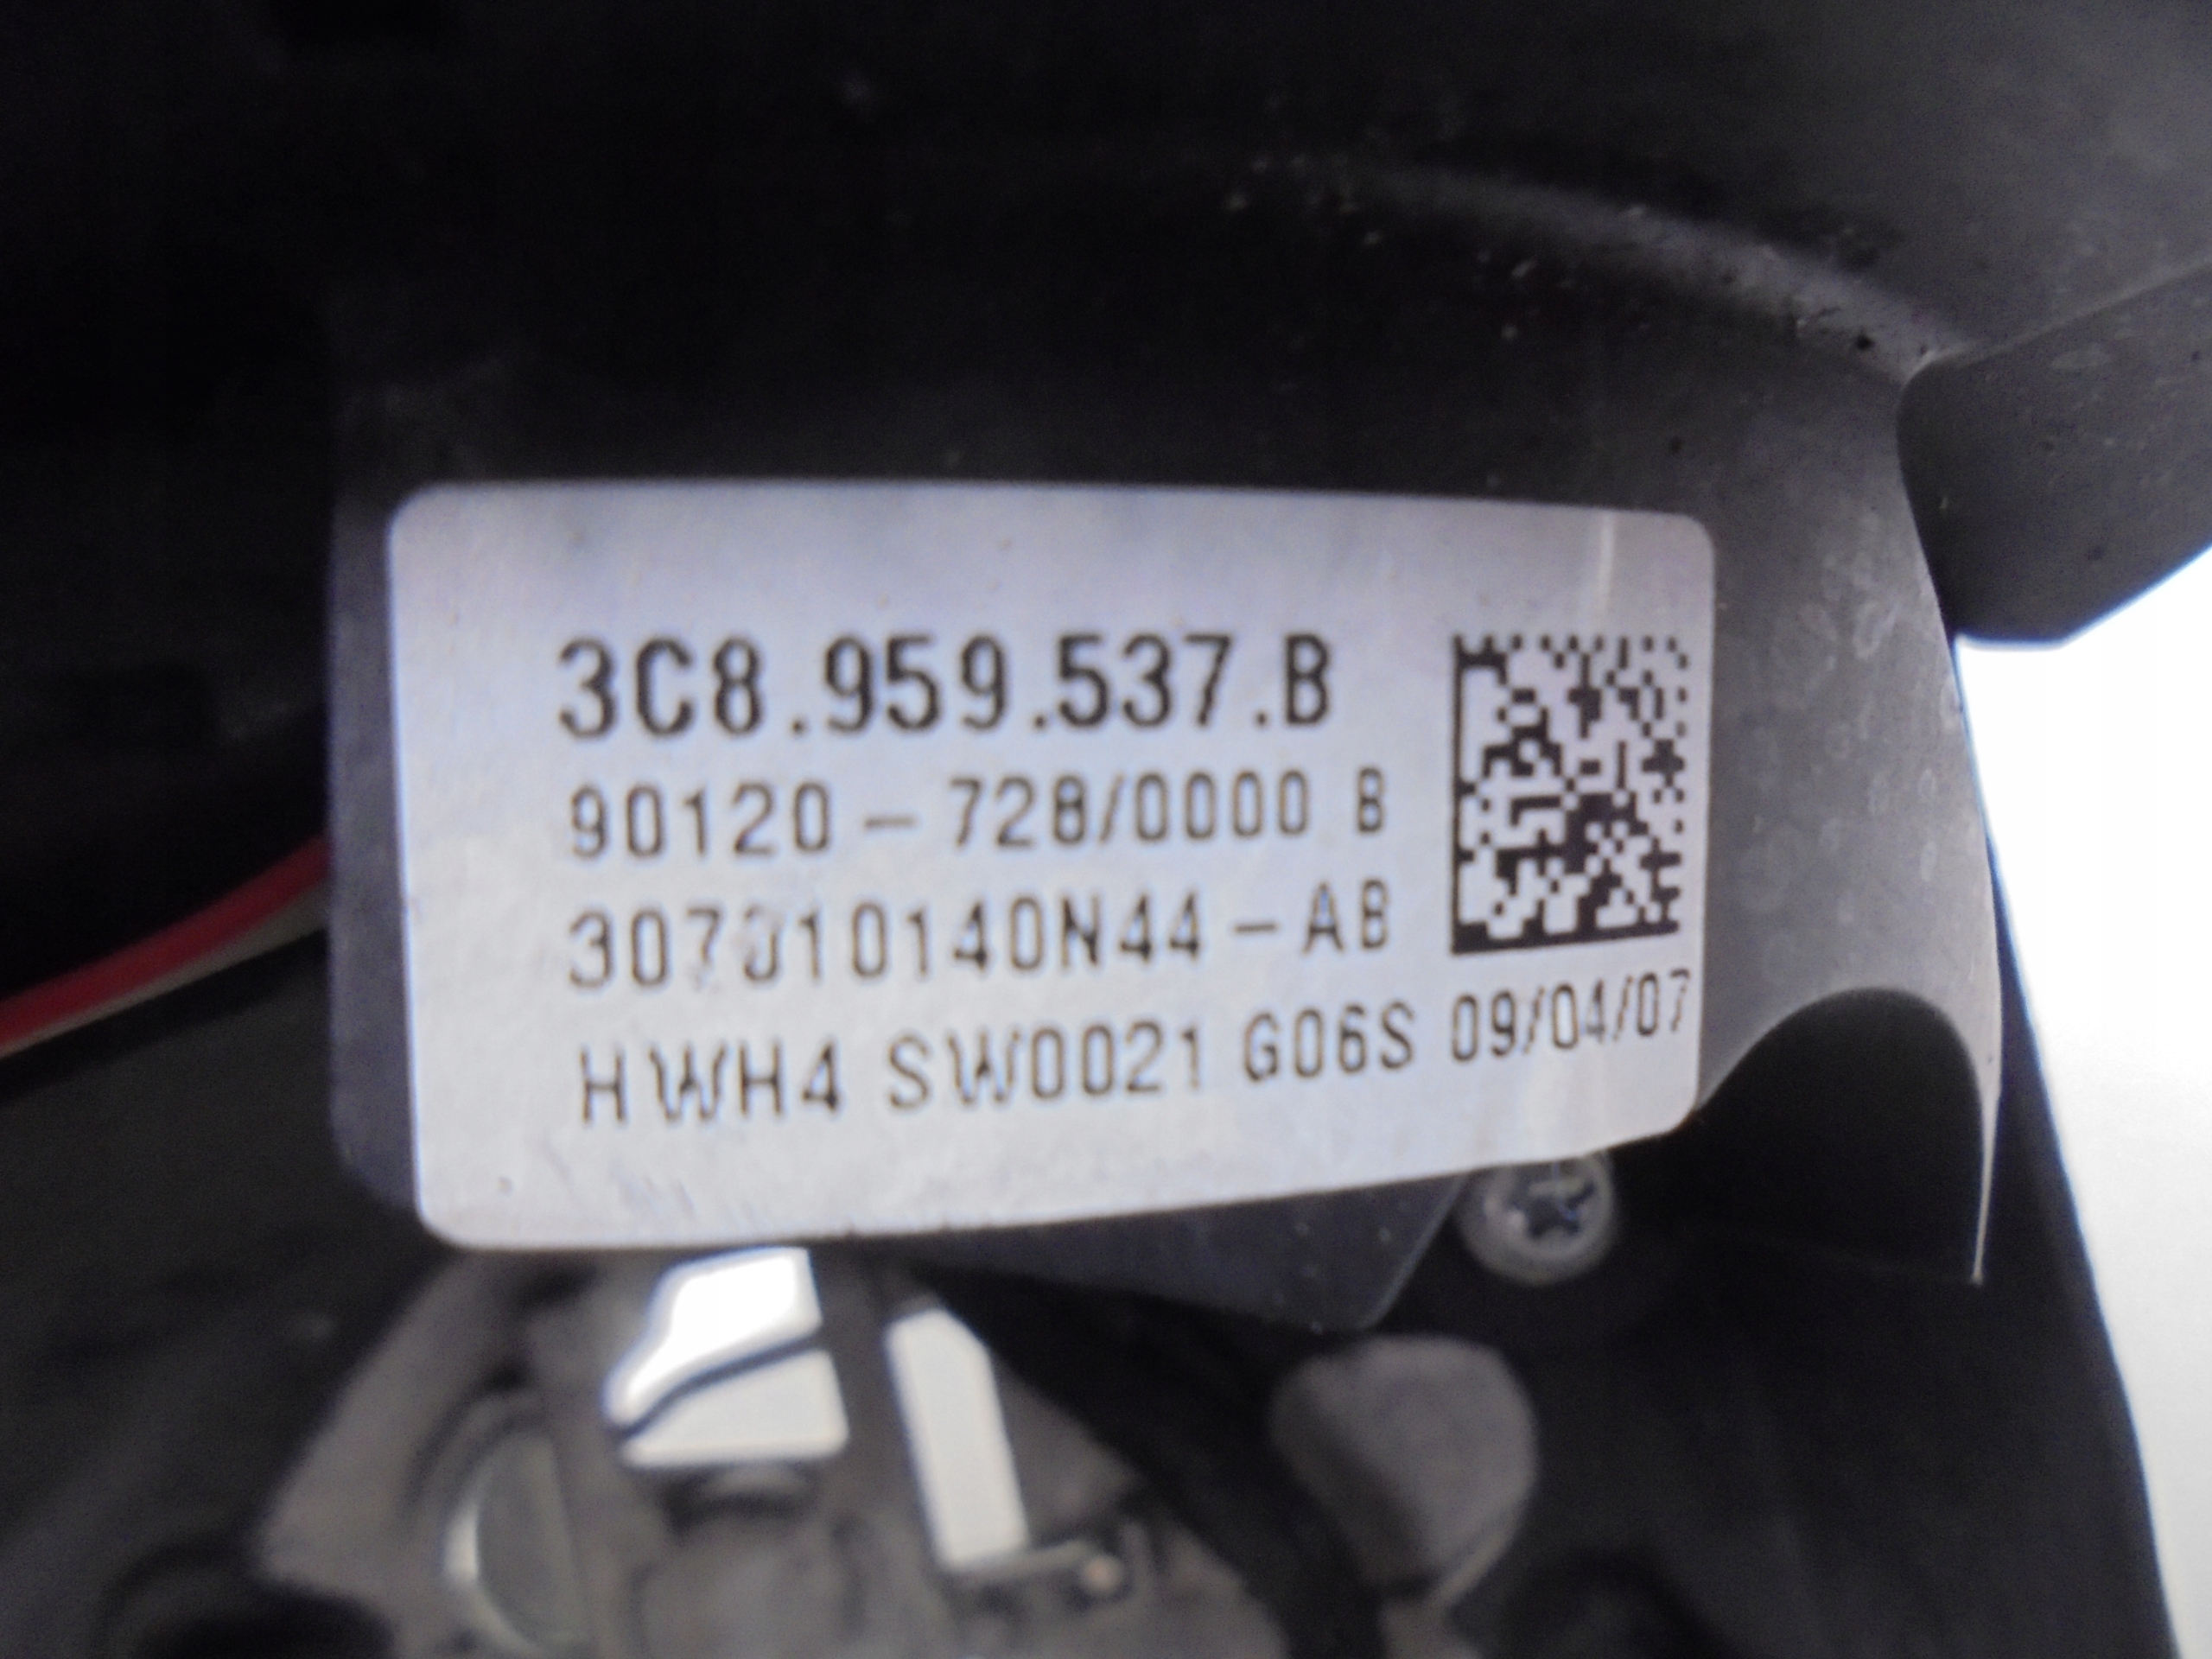 3C8.959.537.B
90120 - 728/0000 B
307010140N44-AB
HWH4 SW0021 G06S 09/04/07